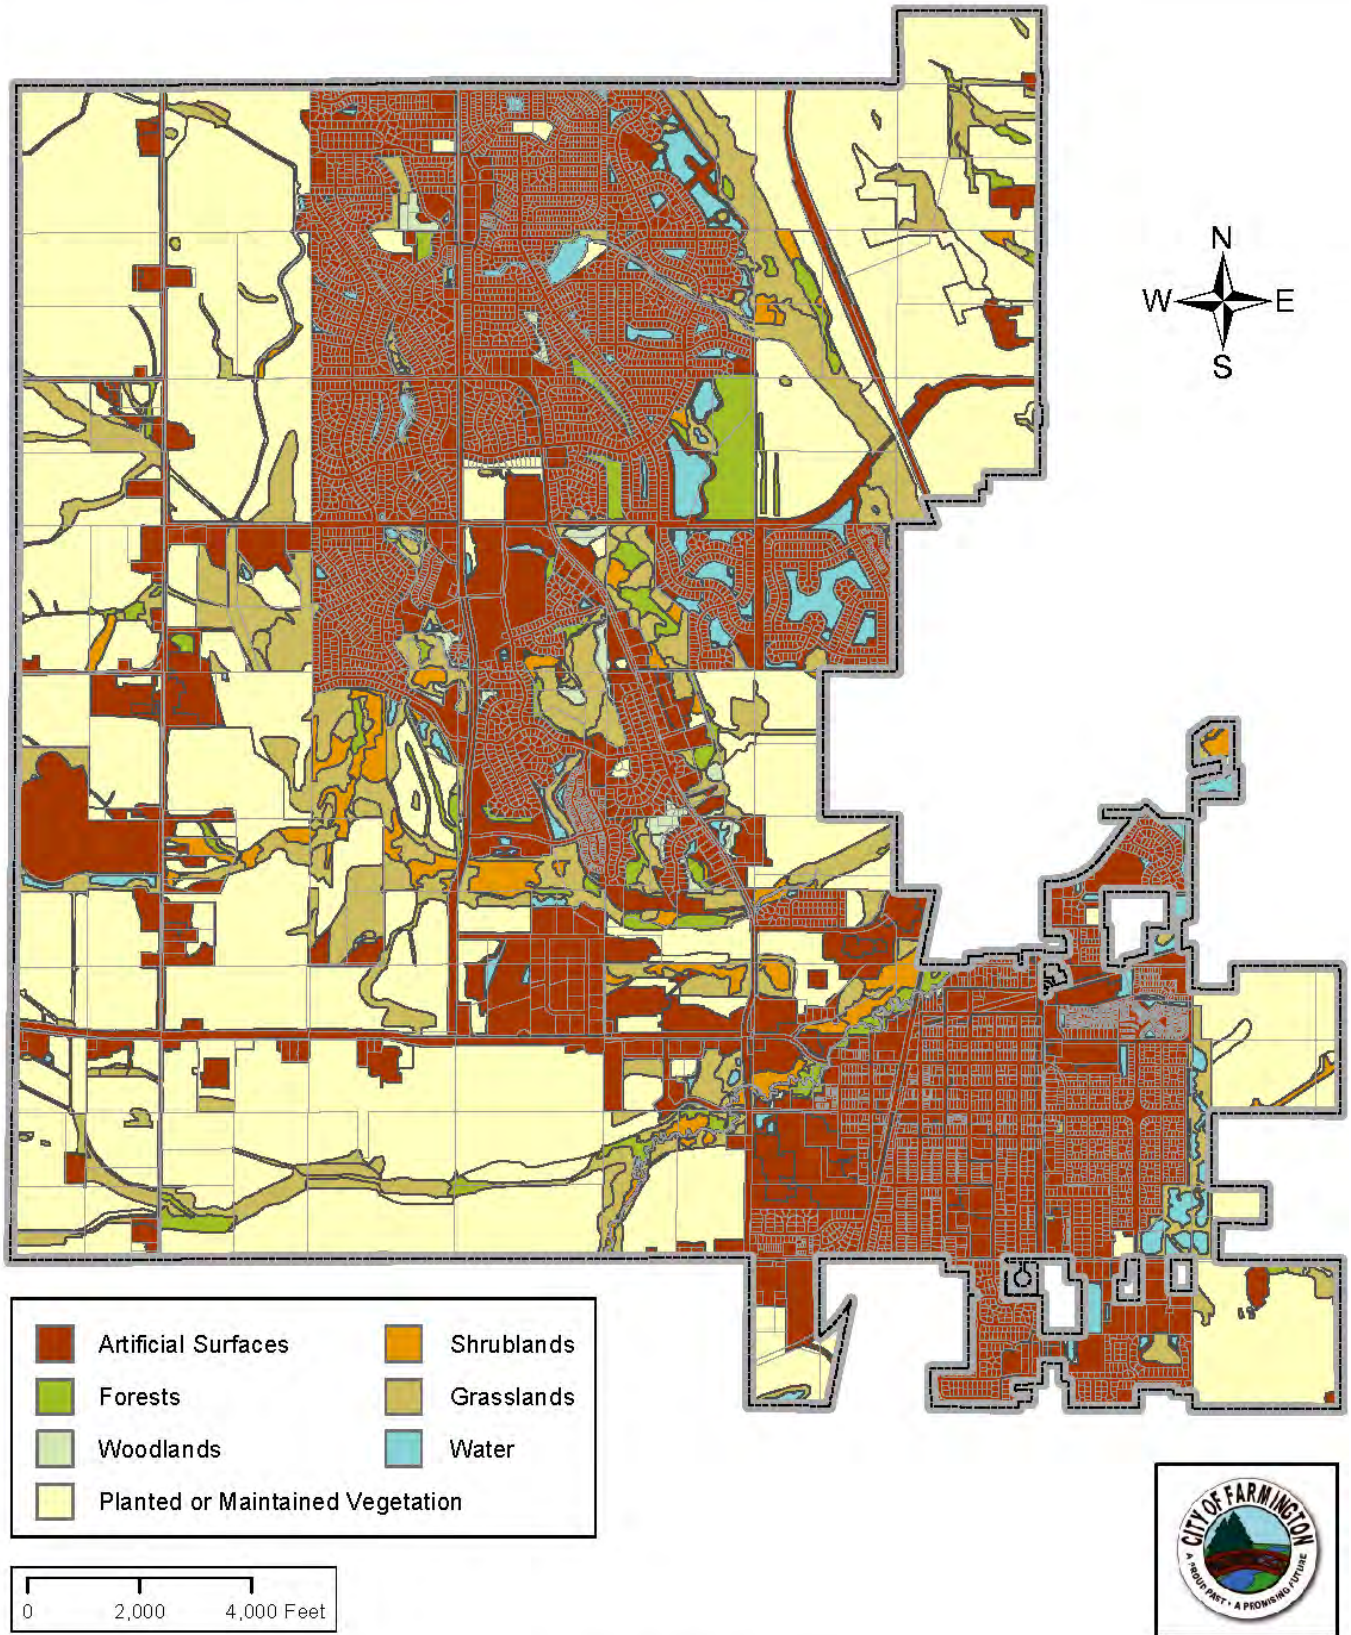 N
W E
S
Artificial Surfaces
Shrublands
Forests
Grasslands
Woodlands
Water
Planted or Maintained Vegetation
0 2,000 4,000 Feet
CITY OF FARMINGTON
A PROUD PAST • A PROMISING FUTURE